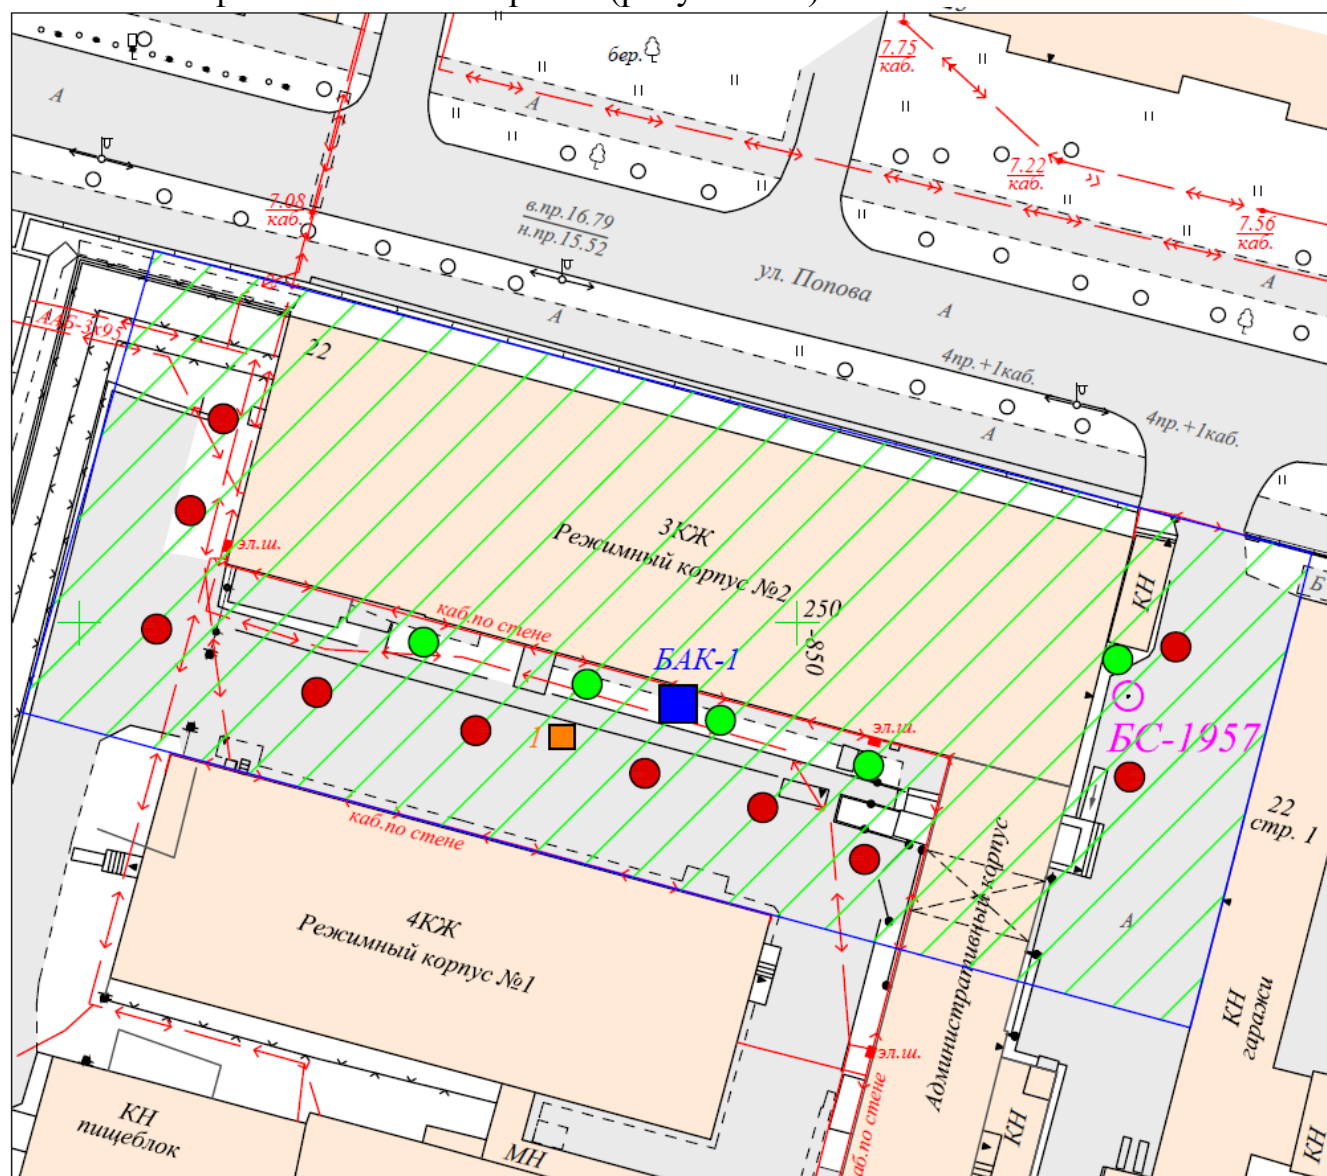 7.75
каб.
бер.
А
А
7.22
каб.
7.08
каб.
в.пр.16.79
н.пр.15.52
7.56
каб.
ул. Попова
А
А
А
ААБ-3х95
22
4пр.+1каб.
4пр.+1каб.
А
3КЖ
Режимный корпус №2
эл.ш.
КН
Б
каб.по стене
250
-850
БАК-1
1
эл.ш.
БС-1957
22
стр. 1
каб.по стене
4КЖ
Режимный корпус №1
Административный корпус
А
КН
гаражи
эл.ш.
КН
пищеблок
МН
каб.по стене
КН
КН